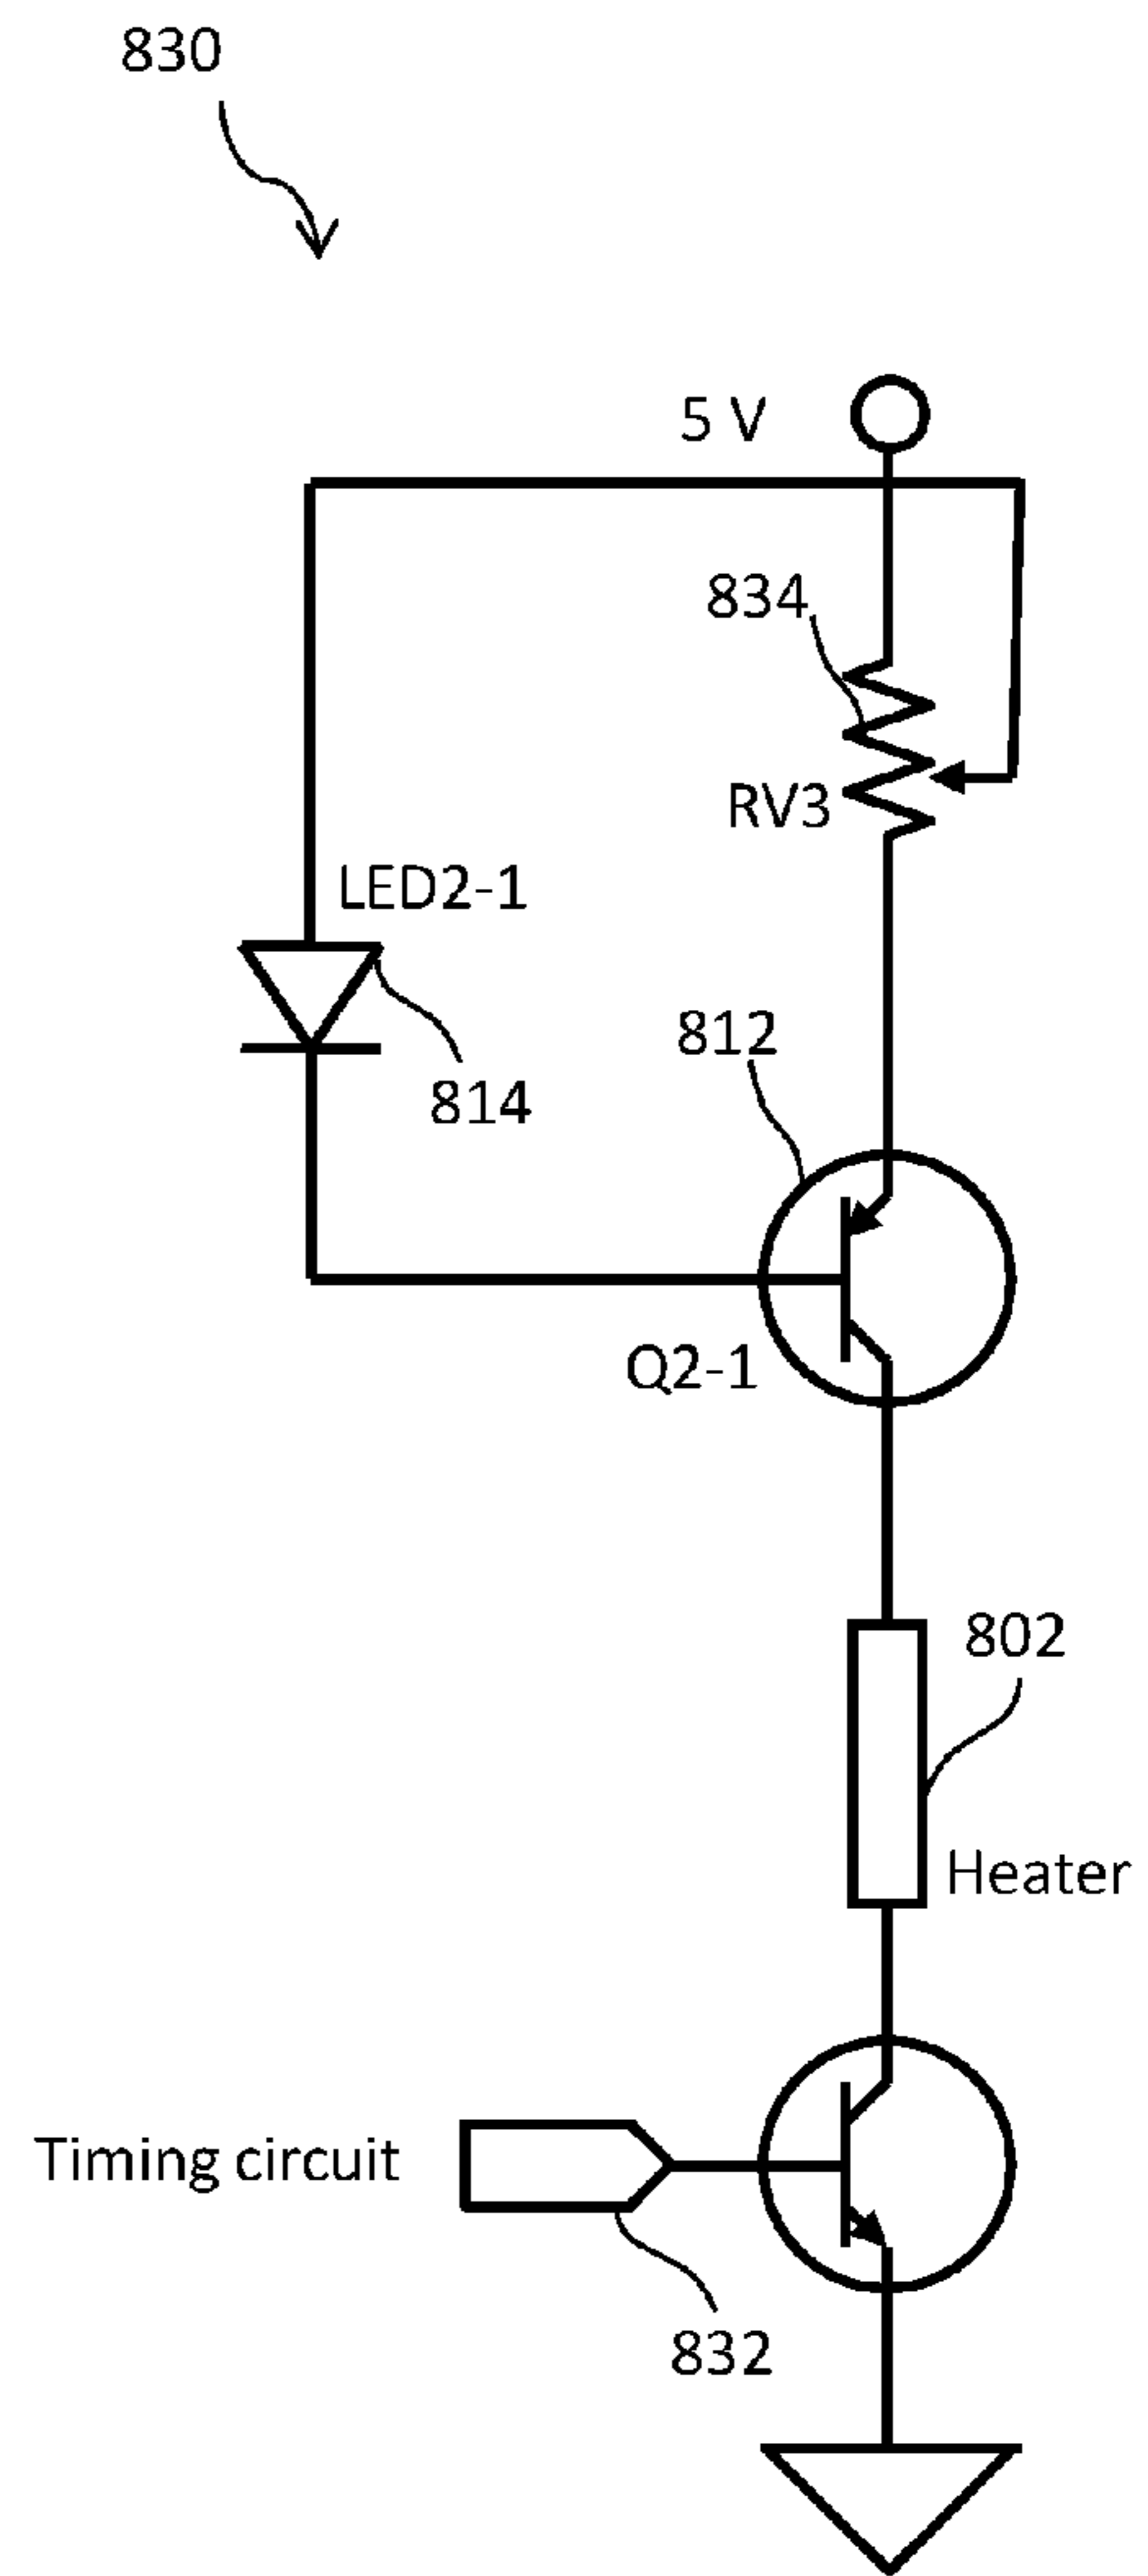 830
5 V
834
RV3
LED2-1
812
814
Q2-1
802
Heater
Timing circuit
832